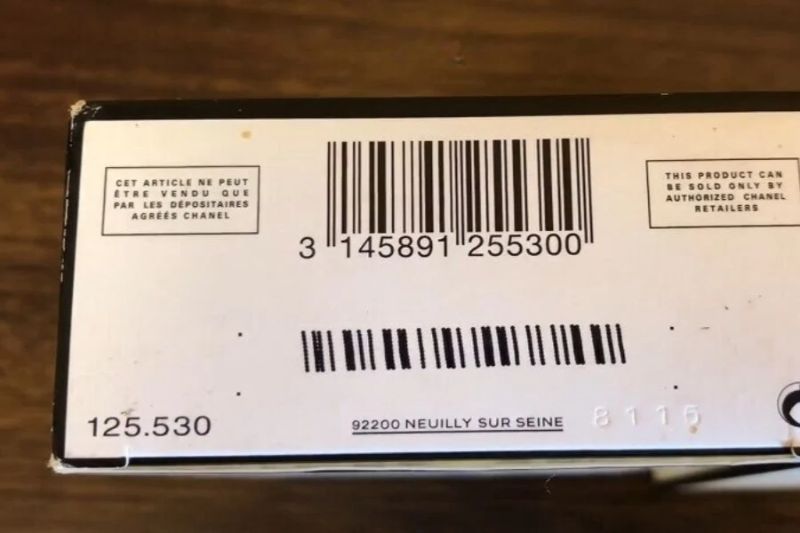 CET ARTICLE NE PEUT
ÊTRE VENDU QUE
PAR LES DÉPOSITAIRES
AGRÉÉS CHANEL
THIS PRODUCT CAN
BE SOLD ONLY BY
AUTHORIZED CHANEL
RETAILERS
3 145891 255300
125.530
92200 NEUILLY SUR SEINE
8115